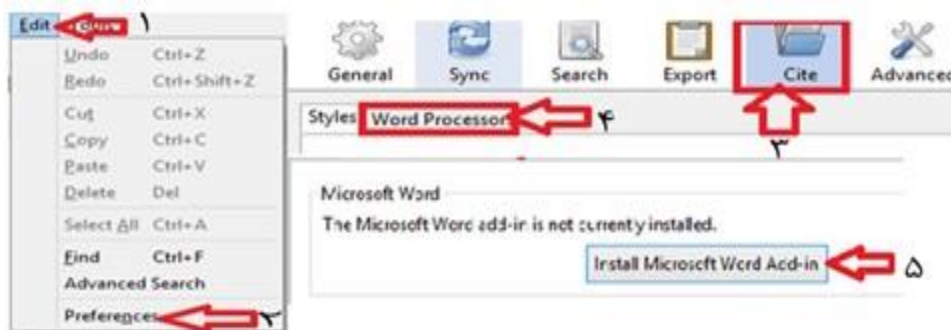 Edit ۱
Undo Ctrl+Z
Redo Ctrl+Shift+Z
Cut Ctrl+X
Copy Ctrl+C
Paste Ctrl+V
Delete Del
Select All Ctrl+A
Find Ctrl+F
Advanced Search
Preferences ۲
General Sync Search Export Cite Advanced
۳
Styles Word Processors ۴
Microsoft Word
The Microsoft Word add-in is not currently installed.
Install Microsoft Word Add-in ۵